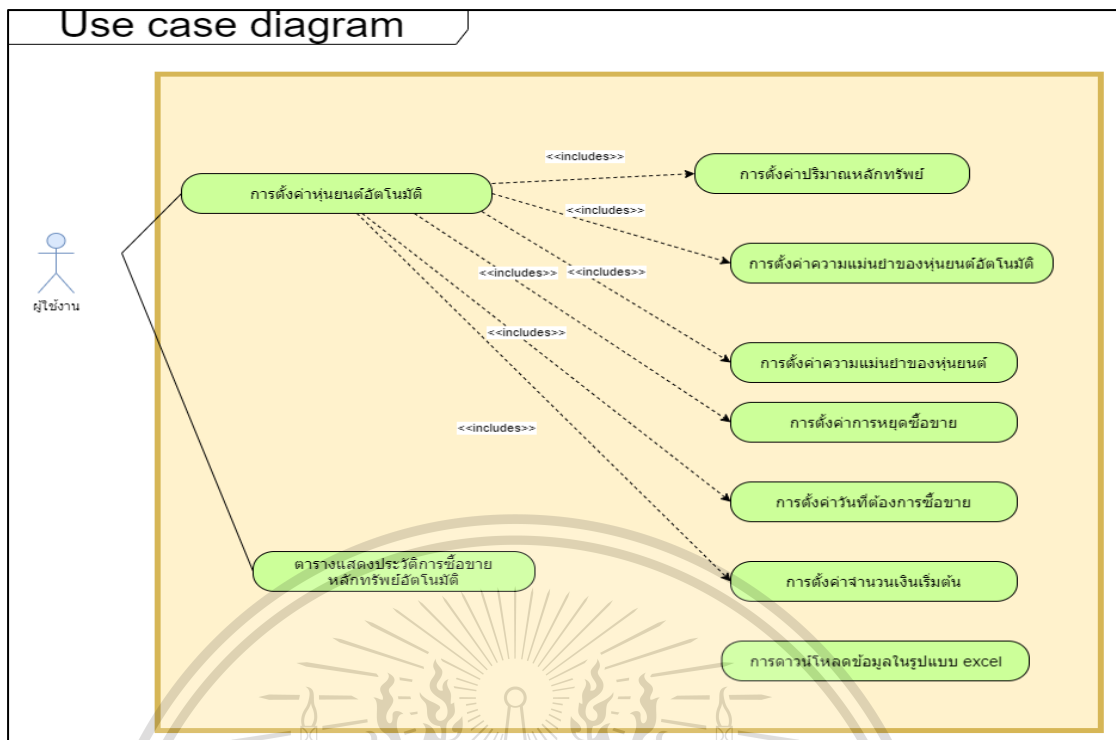 Use case diagram
<<includes>>
การตั้งค่าปริมาณหลักทรัพย์
การตั้งค่าหุ่นยนต์อัตโนมัติ
<<includes>>
ผู้ใช้งาน
การตั้งค่าความแม่นยำของหุ่นยนต์อัตโนมัติ
<<includes>>
<<includes>>
<<includes>>
การตั้งค่าความแม่นยำของหุ่นยนต์
การตั้งค่าการหยุดซื้อขาย
<<includes>>
การตั้งค่าวันที่ต้องการซื้อขาย
ตารางแสดงประวัติการซื้อขาย
หลักทรัพย์อัตโนมัติ
การตั้งค่าจำนวนเงินเริ่มต้น
การดาวน์โหลดข้อมูลในรูปแบบ excel